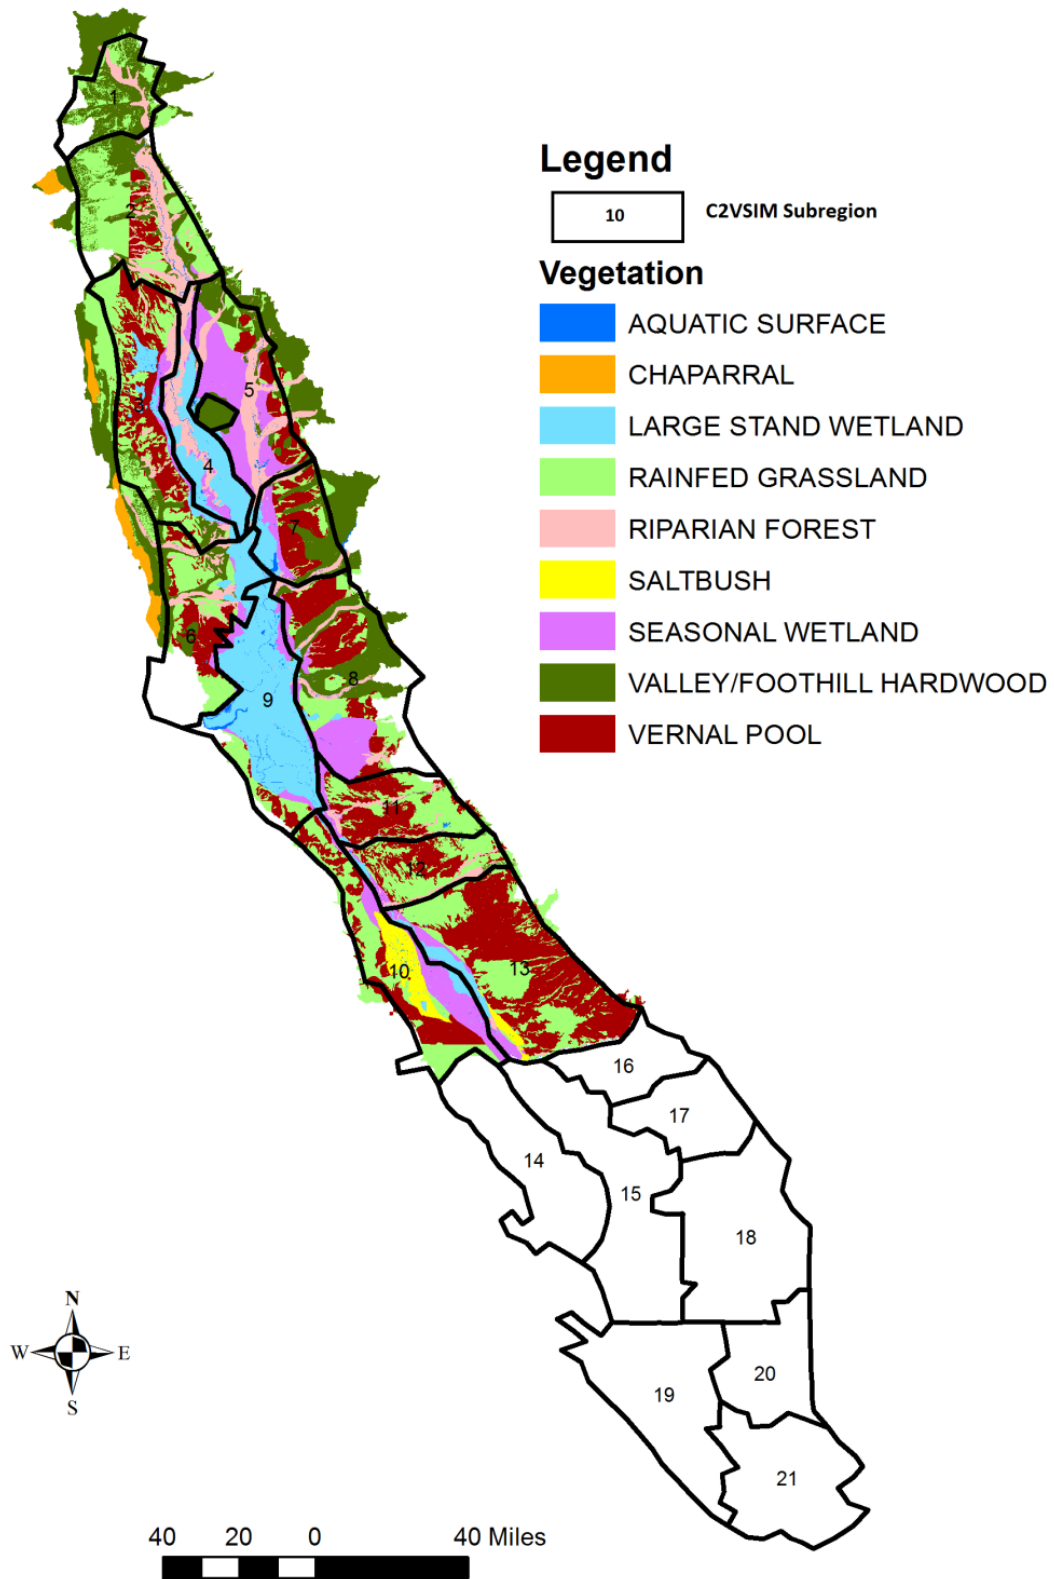 1
2
Legend
10 C2VSIM Subregion
Vegetation
AQUATIC SURFACE
CHAPARRAL
LARGE STAND WETLAND
RAINFED GRASSLAND
RIPARIAN FOREST
SALTBUSH
SEASONAL WETLAND
VALLEY/FOOTHILL HARDWOOD
VERNAL POOL
5
3
4
7
6
8
9
11
12
10
13
16
17
14
15
18
20
19
21
N
W E
S
40 20 0 40 Miles